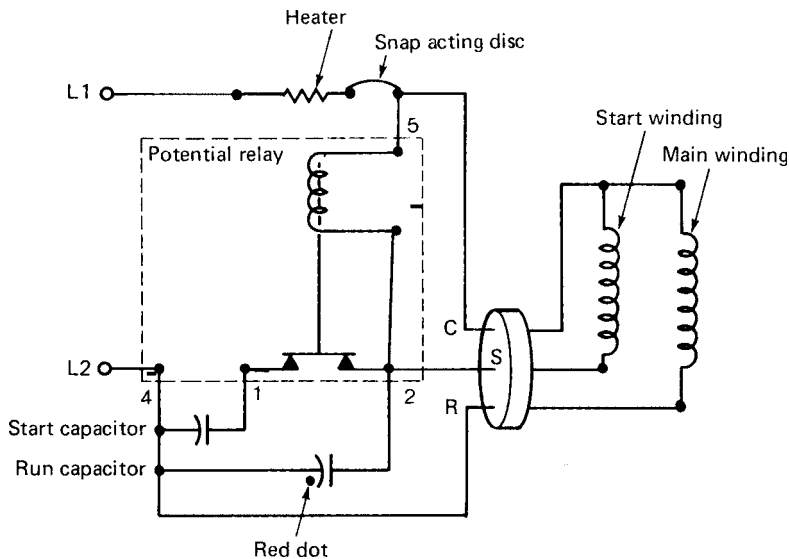 Heater
Snap acting disc
L1
5
Start winding
Potential relay
Main winding
C
S
L2
4
1
2
R
Start capacitor
Run capacitor
Red dot